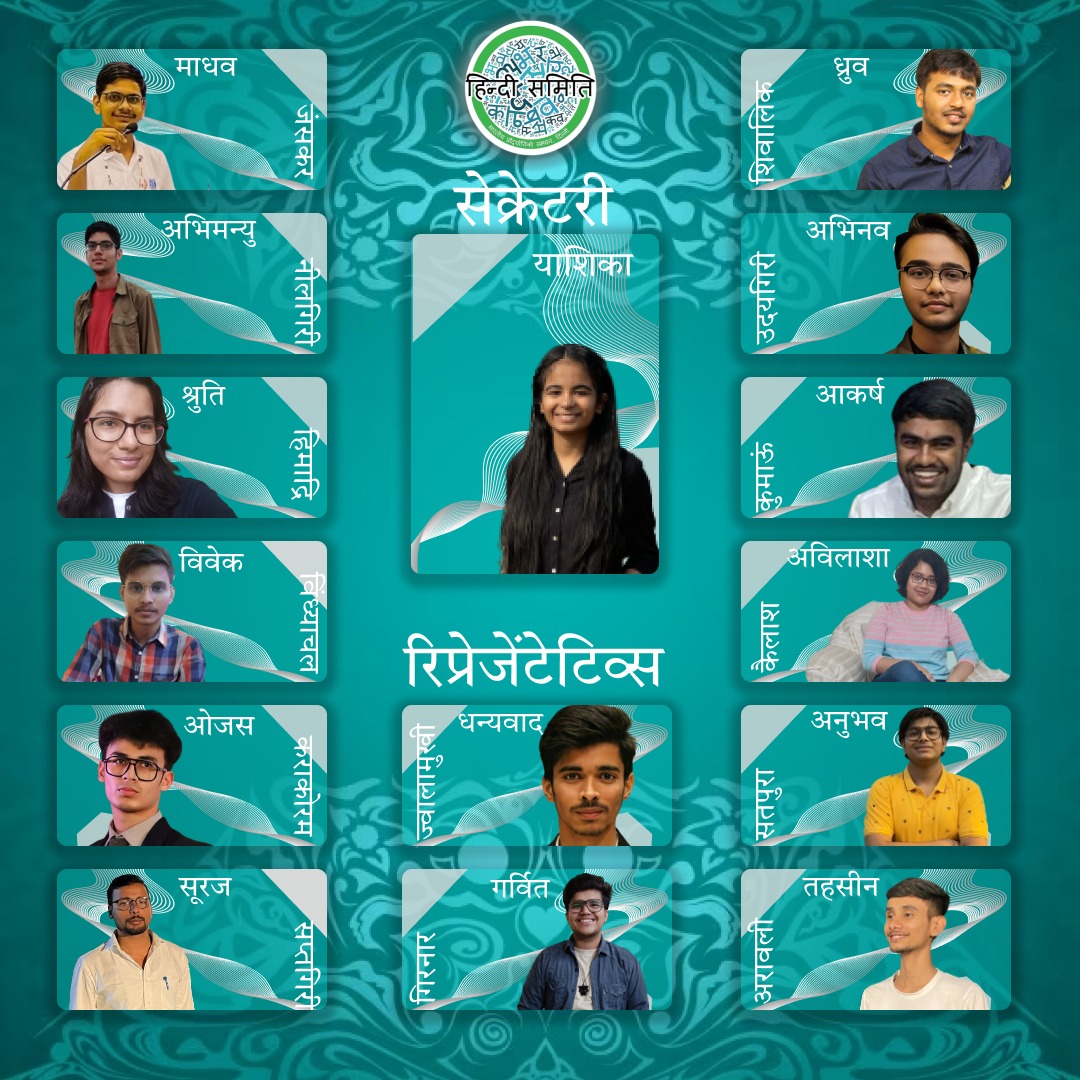 हिन्दी समिति
सेक्रेटरी
याशिका
माधव
जंसकर
ध्रुव
शिवालिक
अभिमन्यु
नीलगिरी
अभिनव
उदयगिरी
श्रुति
हिमाद्रि
आकर्ष
कुमाऊं
विवेक
विंध्याचल
अविलाशा
कैलाश
रिप्रेजेंटेटिव्स
ओजस
काराकोरम
धन्यवाद
ज्वालामुखी
अनुभव
सतपुरा
सूरज
सप्तगिरी
गर्वित
गिरनार
तहसीन
अरावली